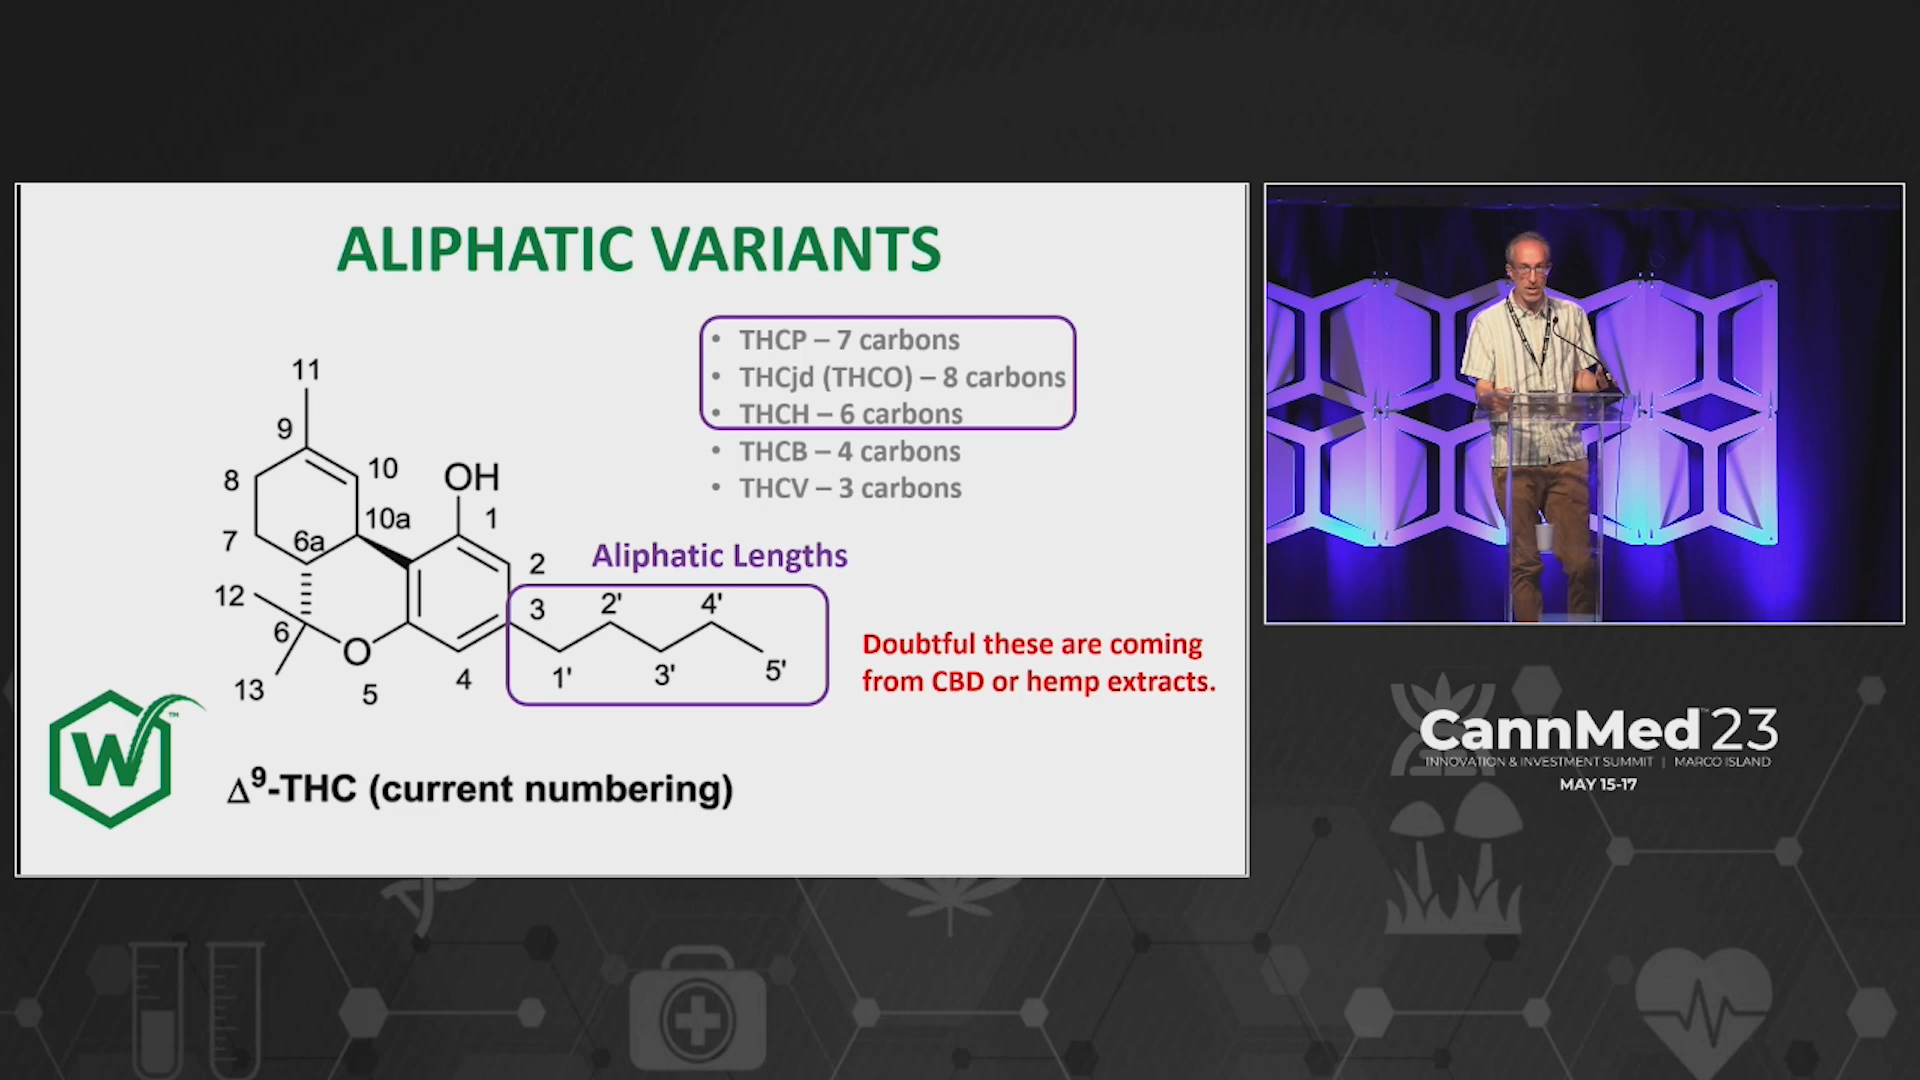 ALIPHATIC VARIANTS
• THCP – 7 carbons
• THCjd (THCO) – 8 carbons
• THCH – 6 carbons
• THCB – 4 carbons
• THCV – 3 carbons
11
9
8
10
OH
10a
1
7
6a
2
Aliphatic Lengths
12
3
2'
4'
6
O
1'
3'
5'
13
5
4
Doubtful these are coming
from CBD or hemp extracts.
W
™
Δ9-THC (current numbering)
CannMed™23
INNOVATION & INVESTMENT SUMMIT | MARCO ISLAND
MAY 15-17